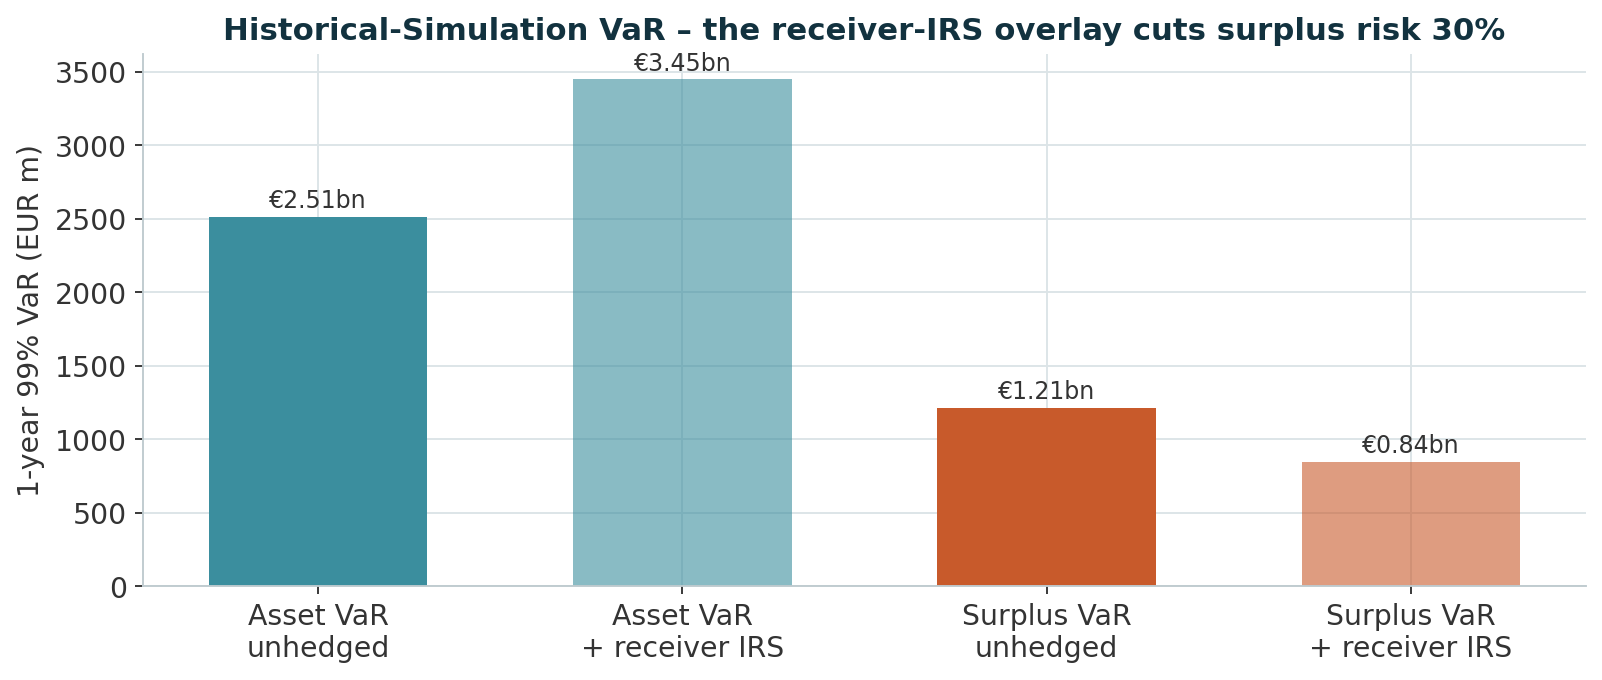 Historical-Simulation VaR – the receiver-IRS overlay cuts surplus risk 30%
1-year 99% VaR (EUR m)
3500
3000
2500
2000
1500
1000
500
0
€2.51bn
€3.45bn
€1.21bn
€0.84bn
Asset VaR
unhedged
Asset VaR
+ receiver IRS
Surplus VaR
unhedged
Surplus VaR
+ receiver IRS